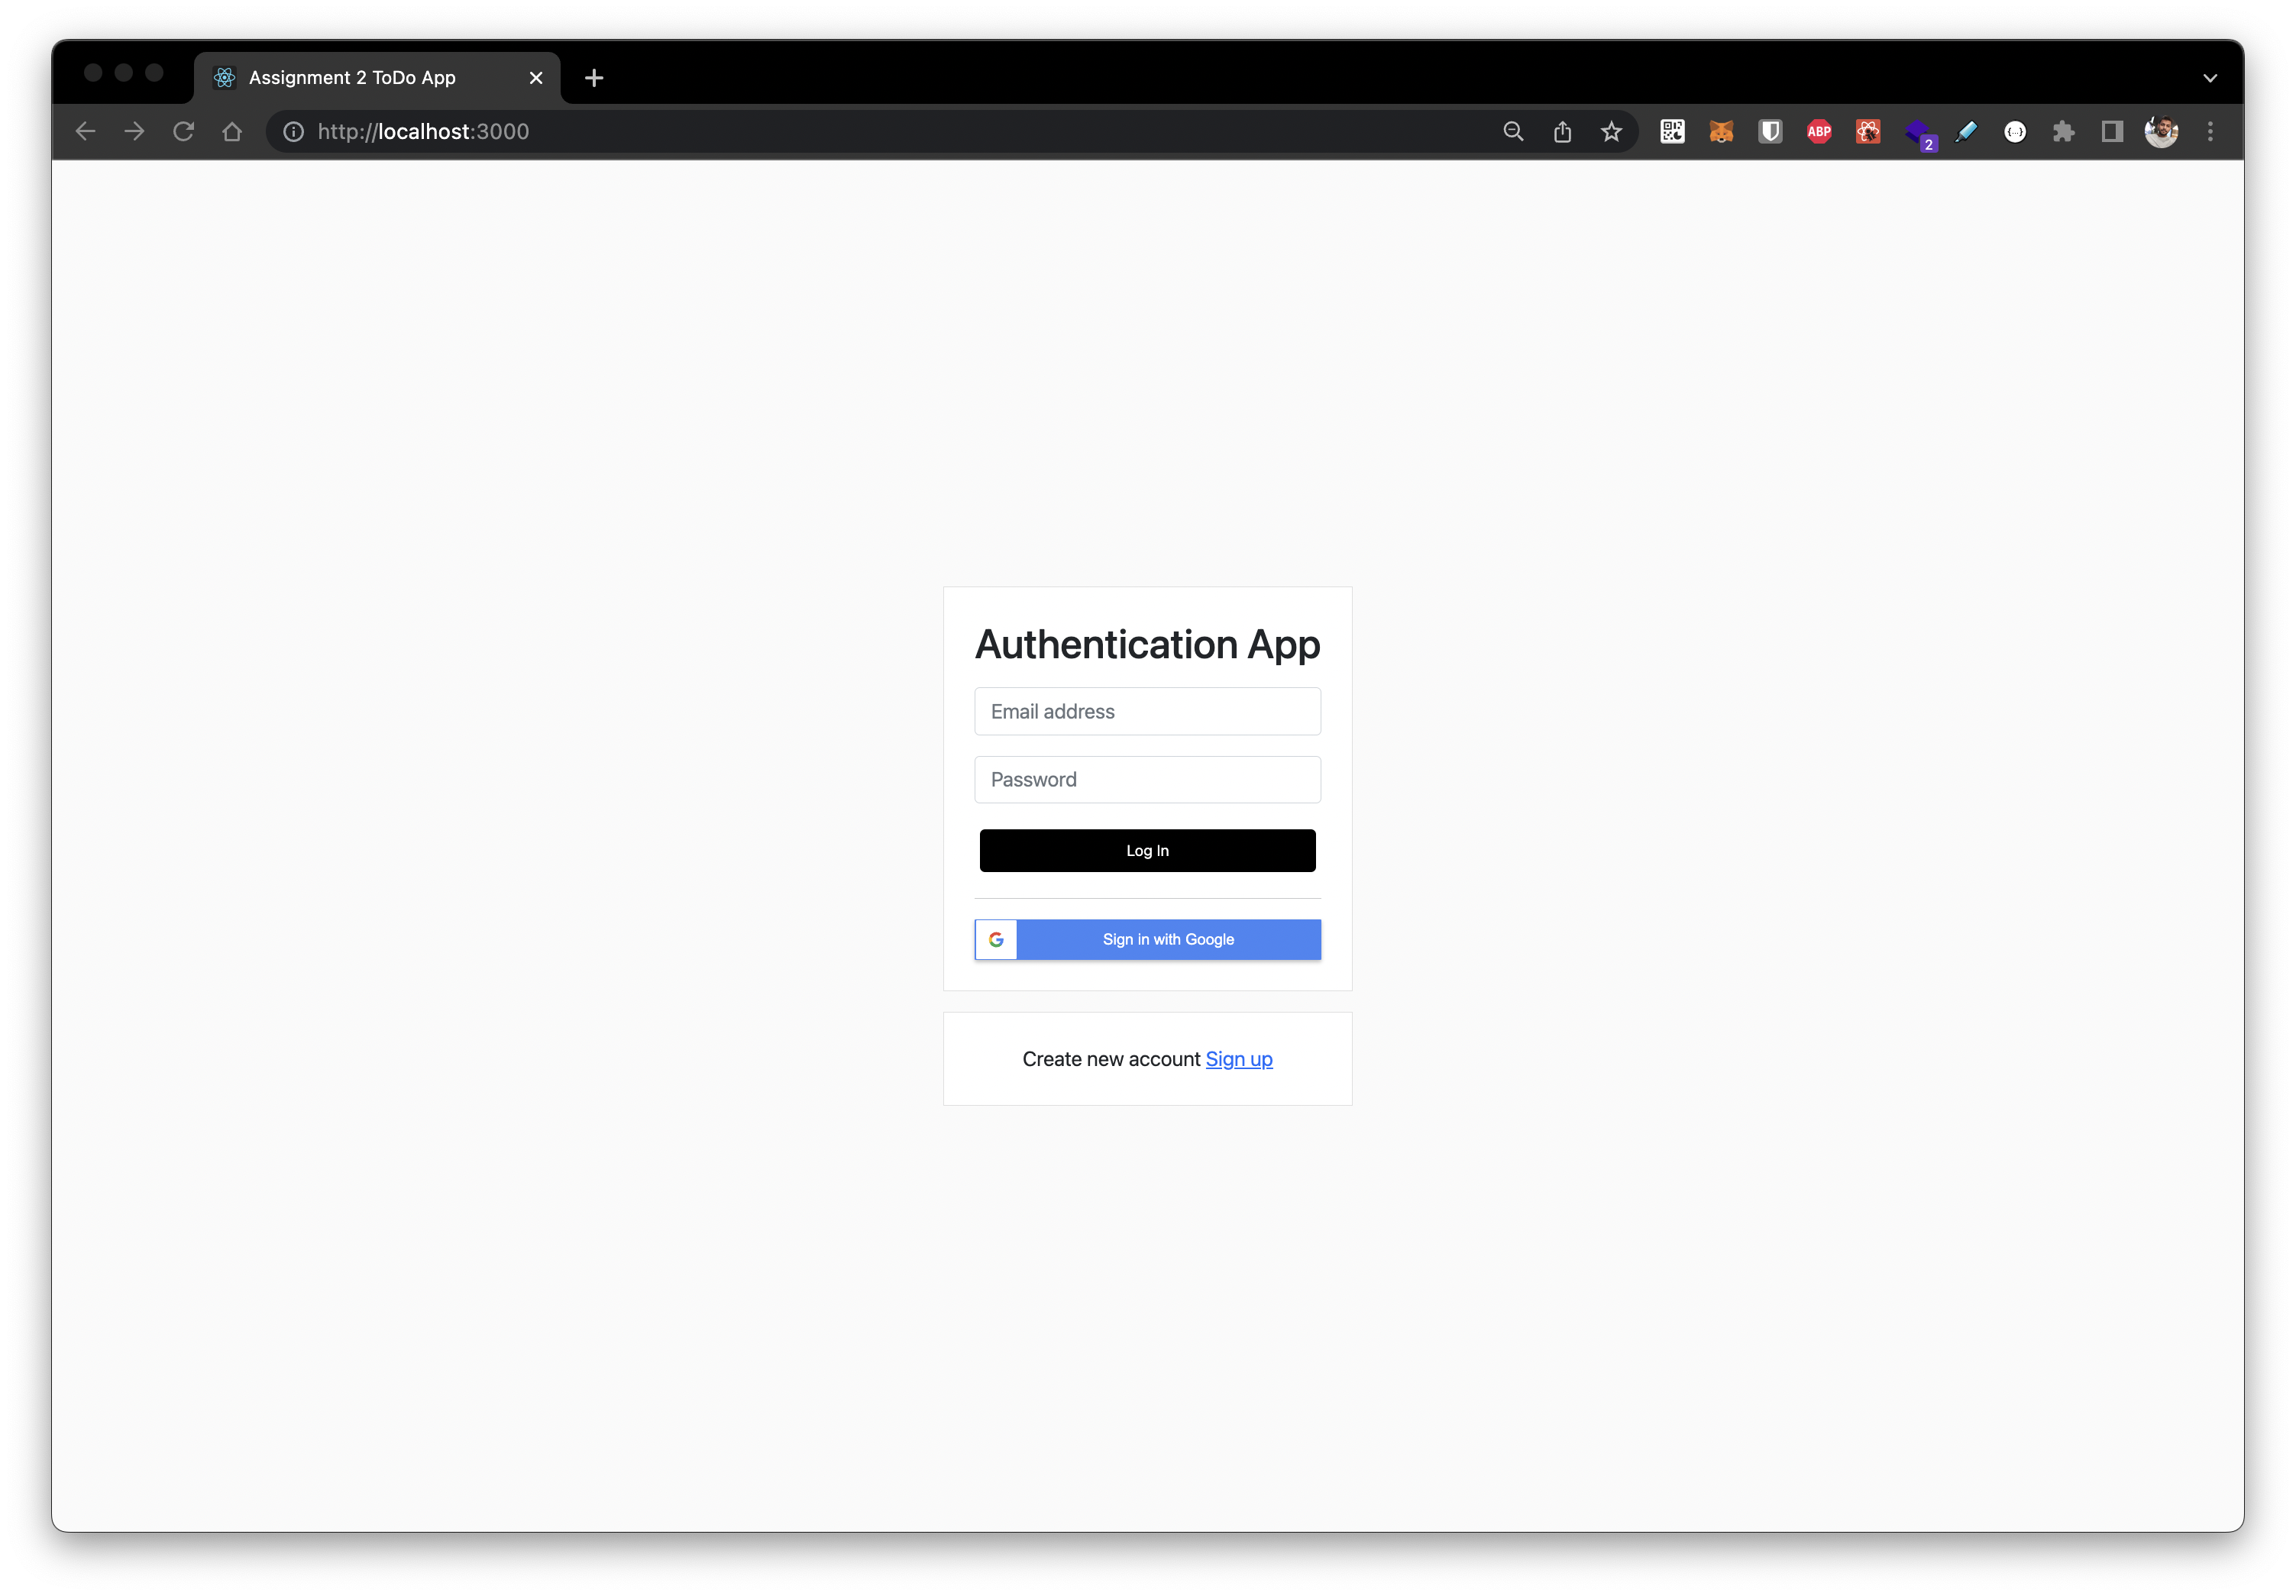 Assignment 2 ToDo App
http://localhost:3000
ABP
2
Authentication App
Email address
Password
Log In
G
Sign in with Google
Create new account Sign up